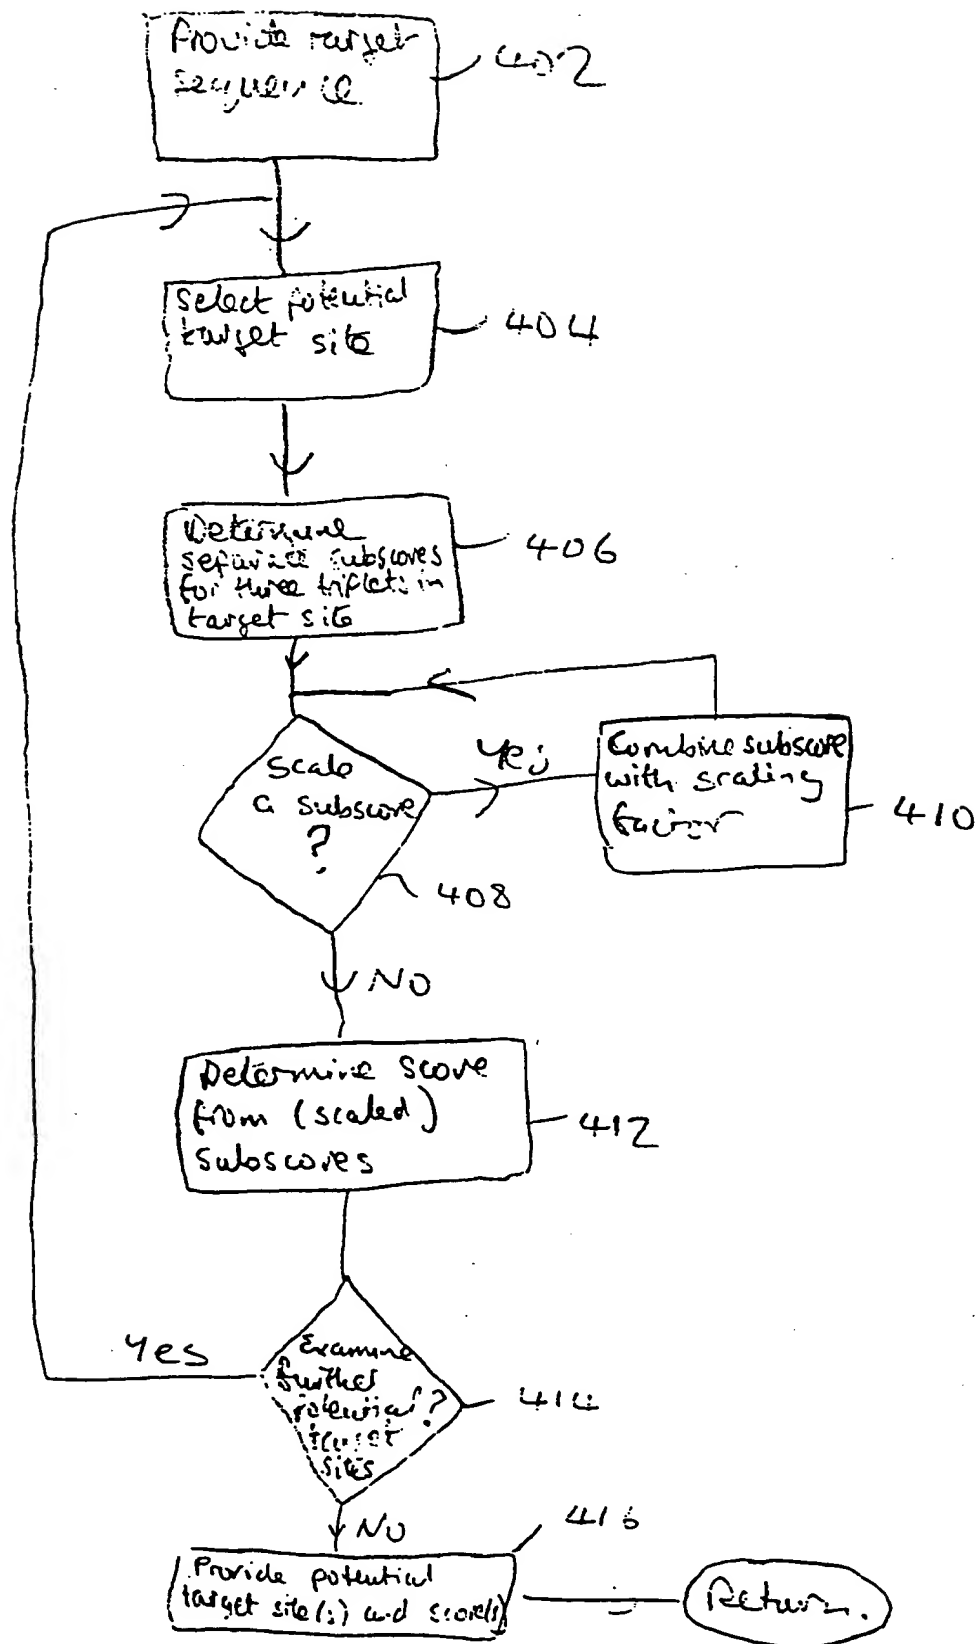 Provide target
sequence
402
Select potential
target site
404
Determine
separate subscores
for three triplets in
target site
406
Scale
a subscore
?
408
Yes
Combine subscore
with scaling
factor
410
NO
Determine score
from (scaled)
subscores
412
Examine
further
potential
target
sites
?
414
Yes
NO
416
Provide potential
target site(s) and score(s)
Return.